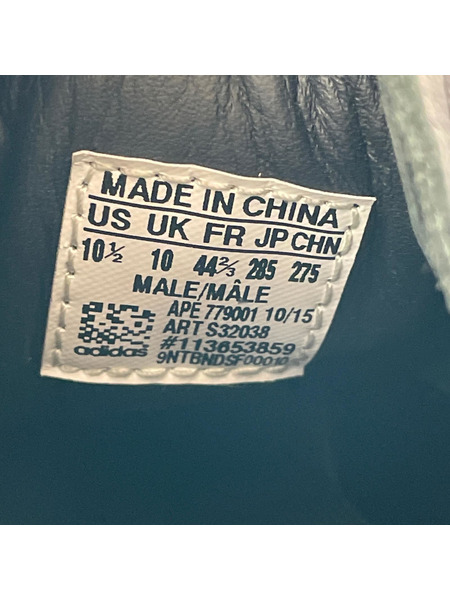 MADE IN CHINA
US UK FR JP CHN
10½ 10 44⅔ 285 275
MALE/MÂLE
APE 779001 10/15
ART S32038
#113653859
adidas 9NTBNDSF00010